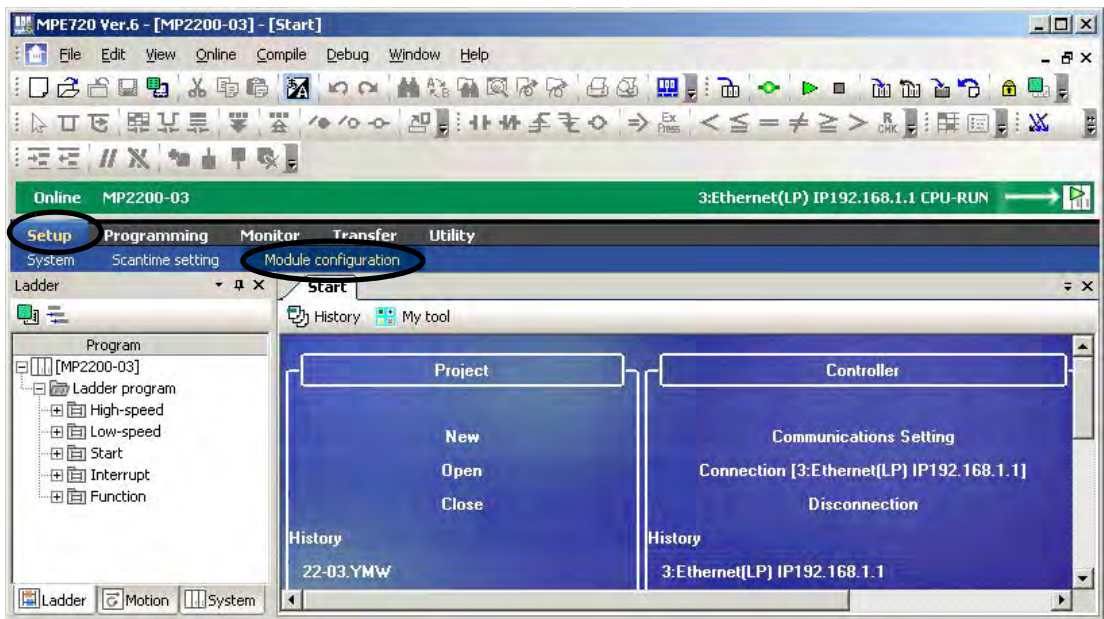 MPE720 Ver.6 - [MP2200-03] - [Start]
File Edit View Online Compile Debug Window Help
Ex Press < ≤ = ≠ ≥ > R CHK
Online MP2200-03 3:Ethernet(LP) IP192.168.1.1 CPU-RUN
Setup Programming Monitor Transfer Utility
System Scantime setting Module configuration
Ladder
Start
History My tool
Program
[MP2200-03]
Ladder program
High-speed
Low-speed
Start
Interrupt
Function
Ladder Motion System
Project
New
Open
Close
History
22-03.YMW
Controller
Communications Setting
Connection [3:Ethernet(LP) IP192.168.1.1]
Disconnection
History
3:Ethernet(LP) IP192.168.1.1